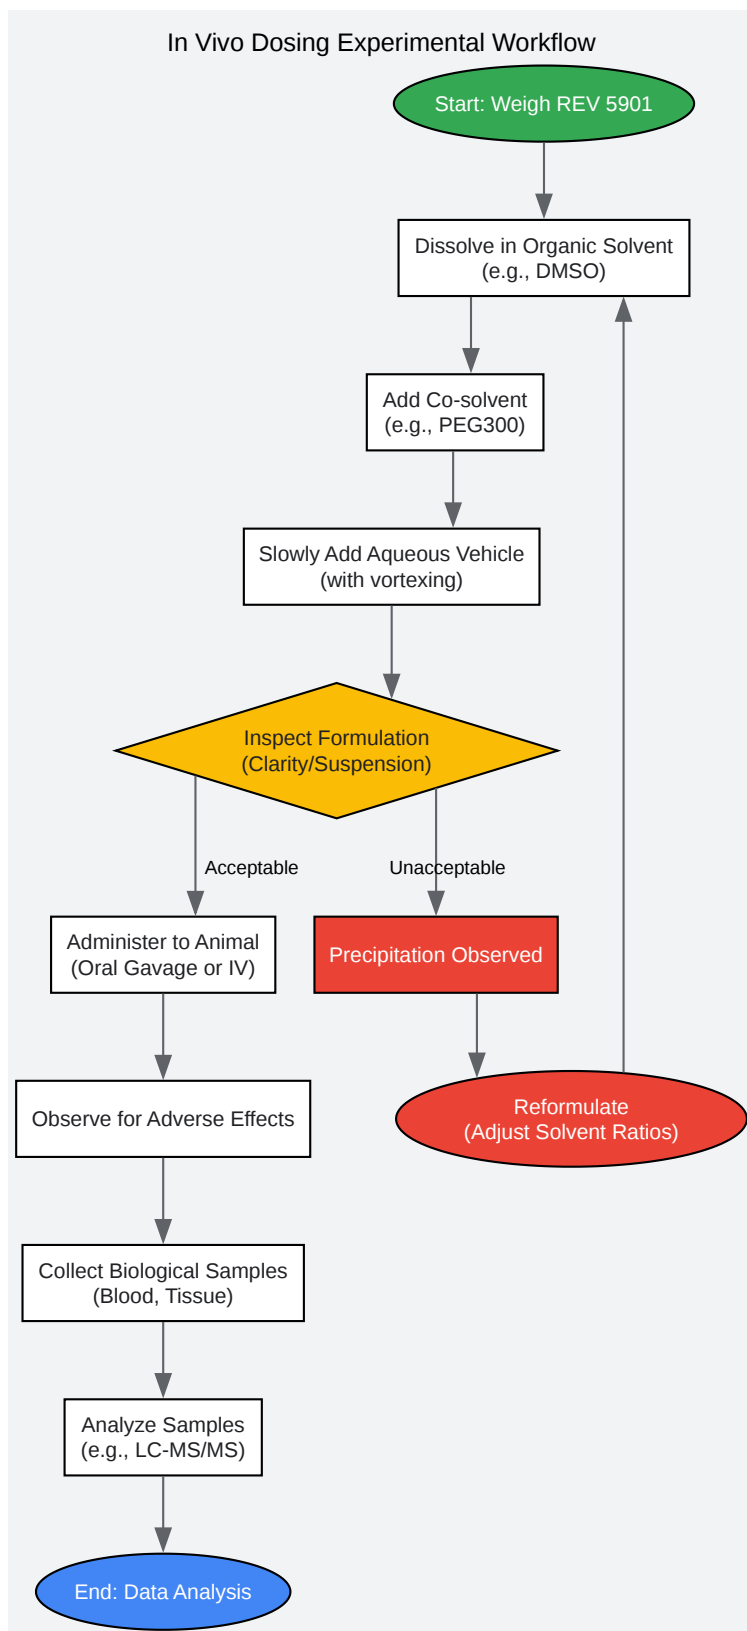 In Vivo Dosing Experimental Workflow
Start: Weigh REV 5901
Dissolve in Organic Solvent
(e.g., DMSO)
Add Co-solvent
(e.g., PEG300)
Slowly Add Aqueous Vehicle
(with vortexing)
Inspect Formulation
(Clarity/Suspension)
Acceptable
Unacceptable
Administer to Animal
(Oral Gavage or IV)
Precipitation Observed
Observe for Adverse Effects
Reformulate
(Adjust Solvent Ratios)
Collect Biological Samples
(Blood, Tissue)
Analyze Samples
(e.g., LC-MS/MS)
End: Data Analysis